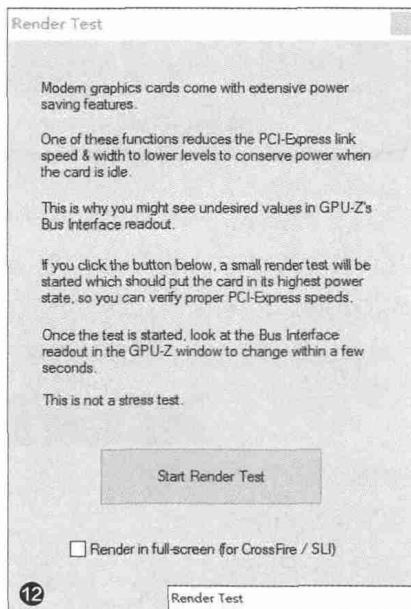 Render Test
Modern graphics cards come with extensive power
saving features.
One of these functions reduces the PCI-Express link
speed & width to lower levels to conserve power when
the card is idle.
This is why you might see undesired values in GPU-Z's
Bus Interface readout.
If you click the button below, a small render test will be
started which should put the card in its highest power
state, so you can verify proper PCI-Express speeds.
Once the test is started, look at the Bus Interface
readout in the GPU-Z window to change within a few
seconds.
This is not a stress test.
Start Render Test
Render in full-screen (for CrossFire / SLI)
12
Render Test